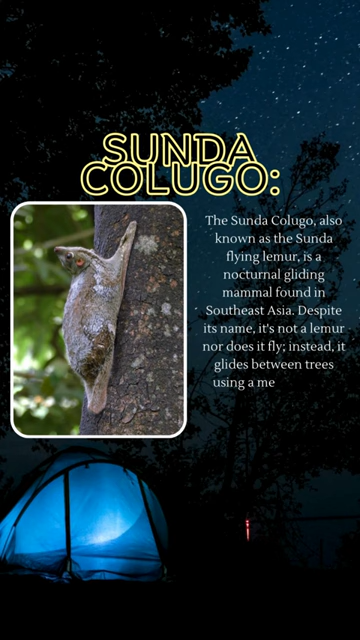 SUNDA
COLUGO:
The Sunda Colugo, also
known as the Sunda
flying lemur, is a
nocturnal gliding
mammal found in
Southeast Asia. Despite
its name, it's not a lemur
nor does it fly; instead, it
glides between trees
using a me